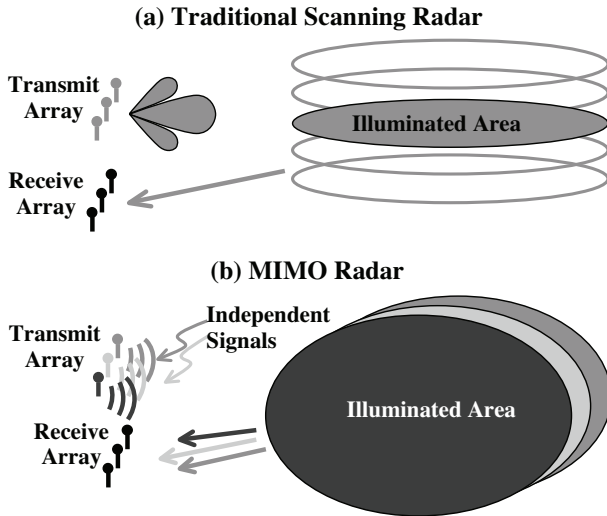 (a) Traditional Scanning Radar
Transmit
Array
Illuminated Area
Receive
Array
(b) MIMO Radar
Independent
Signals
Transmit
Array
Illuminated Area
Receive
Array